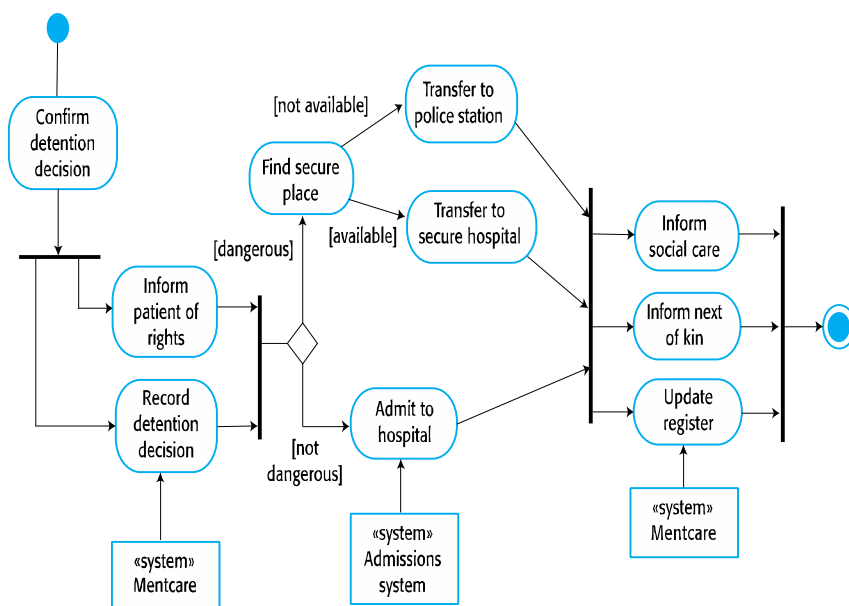 Confirm
detention
decision
Inform
patient of
rights
Record
detention
decision
«system»
Mentcare
[dangerous]
[not
dangerous]
Find secure
place
[not available]
[available]
Transfer to
police station
Transfer to
secure hospital
Admit to
hospital
«system»
Admissions
system
Inform
social care
Inform next
of kin
Update
register
«system»
Mentcare